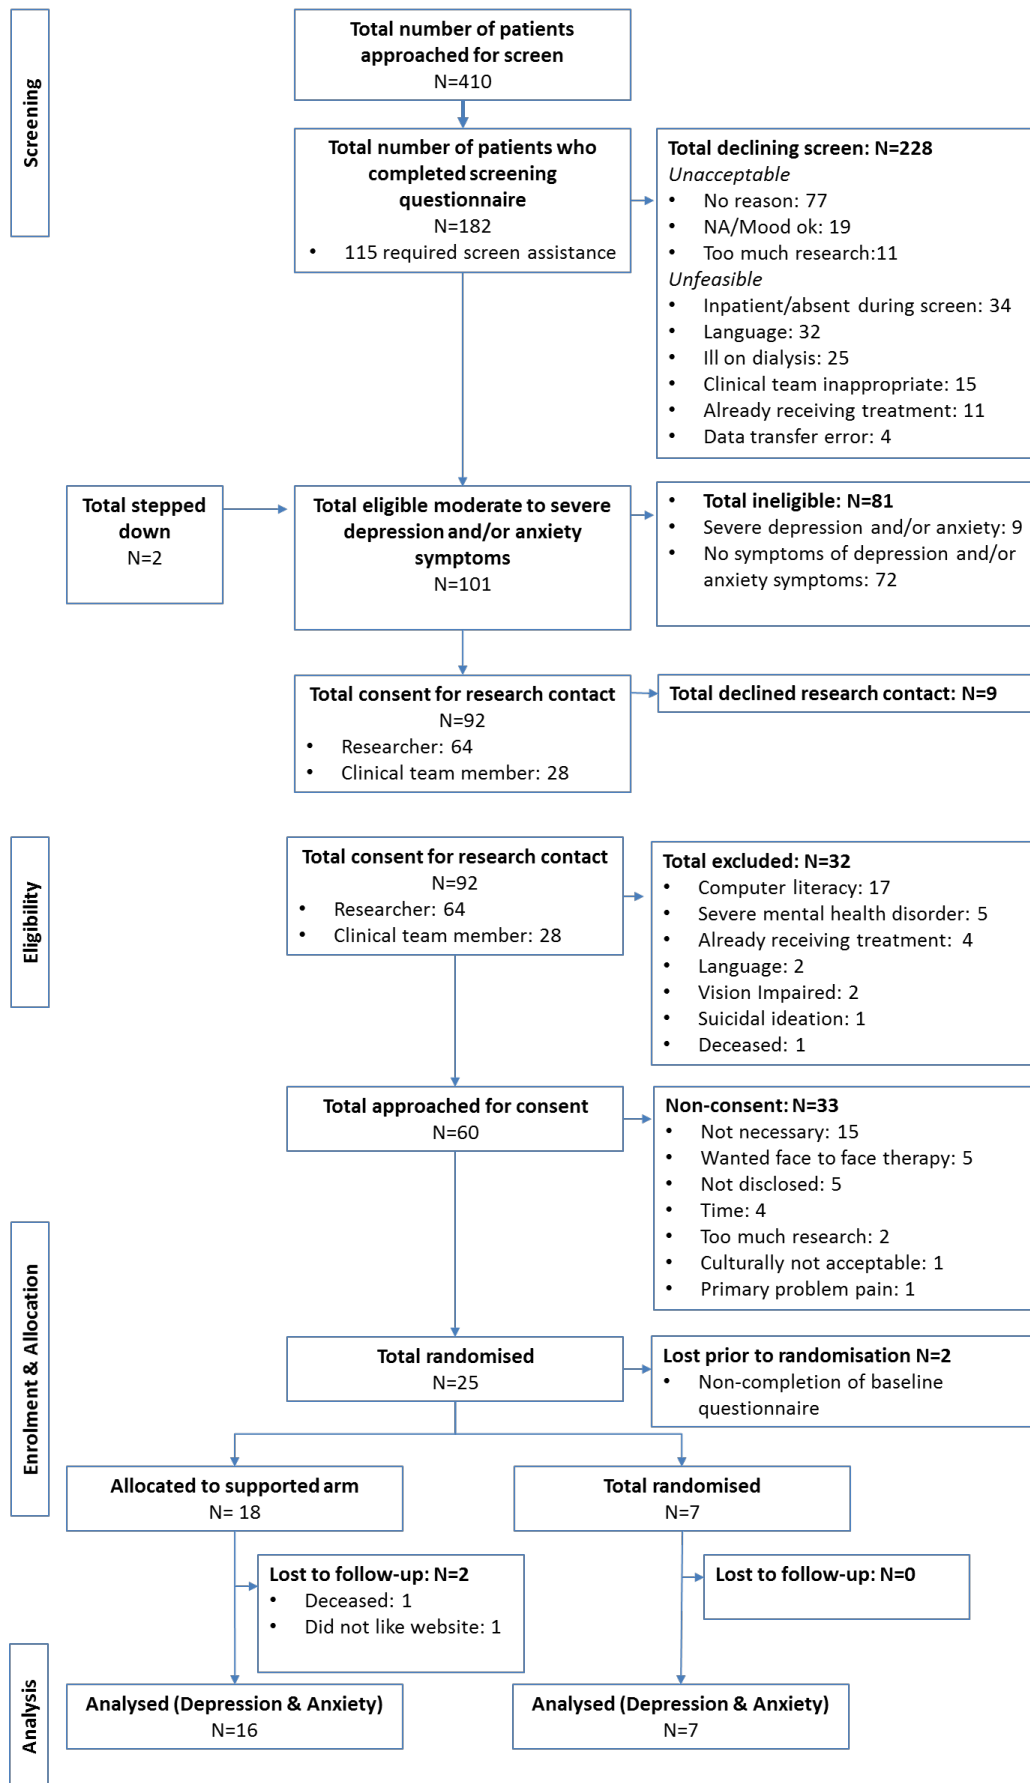 Screening
Total number of patients
approached for screen
N=410
Total number of patients who
completed screening
questionnaire
N=182
• 115 required screen assistance
Total declining screen: N=228
Unacceptable
• No reason: 77
• NA/Mood ok: 19
• Too much research:11
Unfeasible
• Inpatient/absent during screen: 34
• Language: 32
• Ill on dialysis: 25
• Clinical team inappropriate: 15
• Already receiving treatment: 11
• Data transfer error: 4
Total stepped
down
N=2
Total eligible moderate to severe
depression and/or anxiety
symptoms
N=101
• Total ineligible: N=81
• Severe depression and/or anxiety: 9
• No symptoms of depression and/or
anxiety symptoms: 72
Total consent for research contact
N=92
• Researcher: 64
• Clinical team member: 28
Total declined research contact: N=9
Eligibility
Total consent for research contact
N=92
• Researcher: 64
• Clinical team member: 28
Total excluded: N=32
• Computer literacy: 17
• Severe mental health disorder: 5
• Already receiving treatment: 4
• Language: 2
• Vision Impaired: 2
• Suicidal ideation: 1
• Deceased: 1
Total approached for consent
N=60
Non-consent: N=33
• Not necessary: 15
• Wanted face to face therapy: 5
• Not disclosed: 5
• Time: 4
• Too much research: 2
• Culturally not acceptable: 1
• Primary problem pain: 1
Enrolment & Allocation
Total randomised
N=25
Lost prior to randomisation N=2
• Non-completion of baseline
questionnaire
Allocated to supported arm
N= 18
Total randomised
N=7
Lost to follow-up: N=2
• Deceased: 1
• Did not like website: 1
Lost to follow-up: N=0
Analysis
Analysed (Depression & Anxiety)
N=16
Analysed (Depression & Anxiety)
N=7